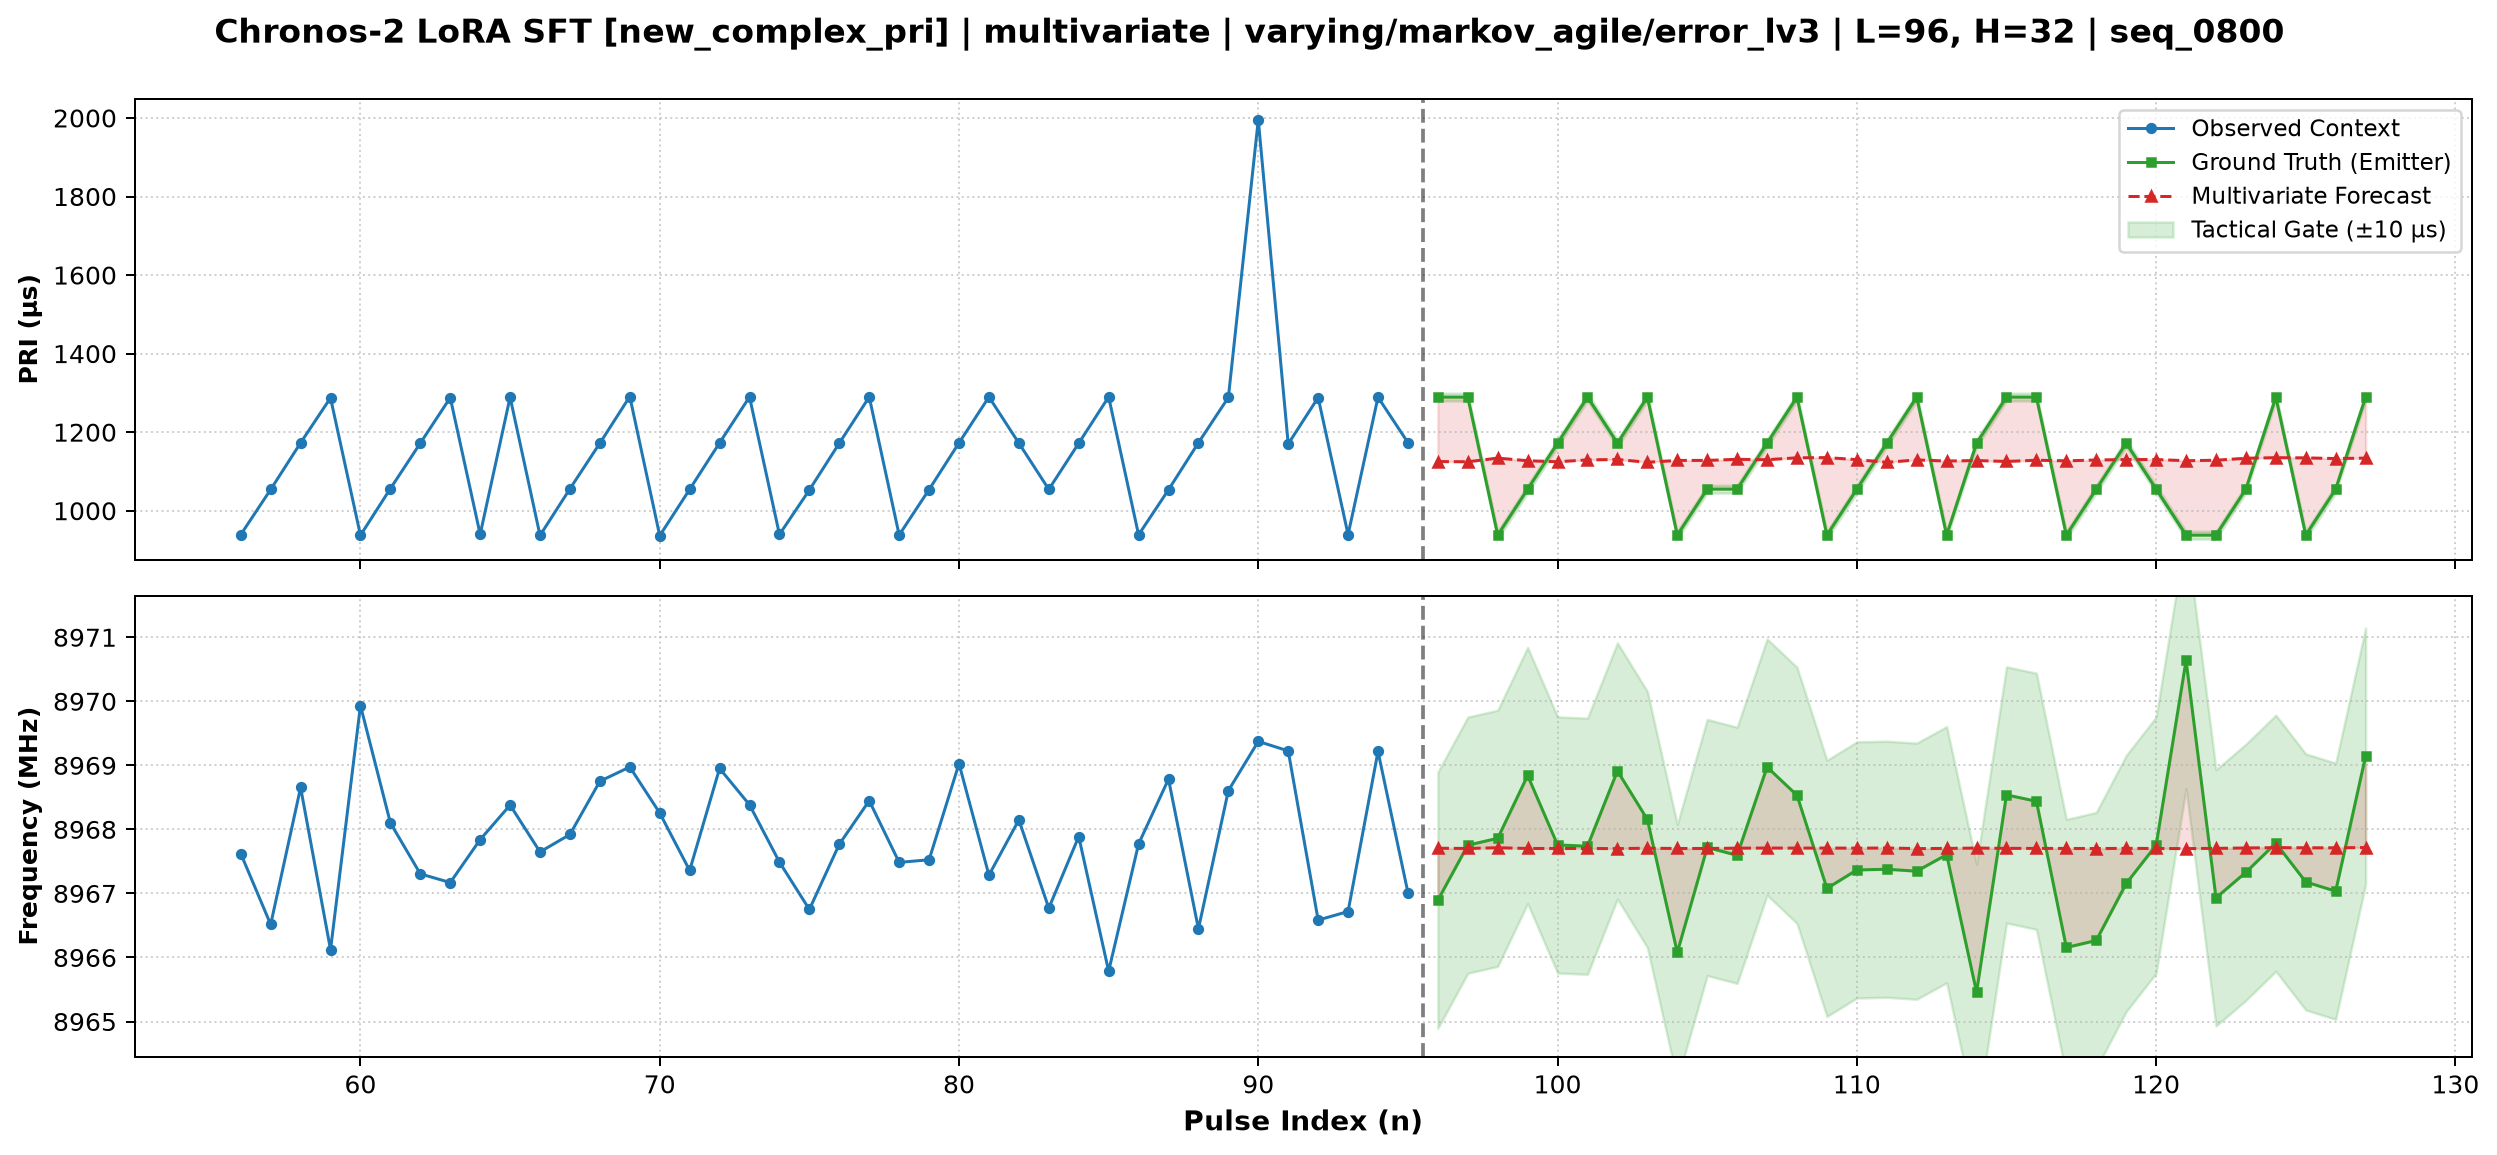 Chronos-2 LoRA SFT [new_complex_pri] | multivariate | varying/markov_agile/error_lv3 | L=96, H=32 | seq_0800
2000
1800
1600
1400
1200
1000
PRI (µs)
Observed Context
Ground Truth (Emitter)
Multivariate Forecast
Tactical Gate (±10 µs)
8971
8970
8969
8968
8967
8966
8965
Frequency (MHz)
60 70 80 90 100 110 120 130
Pulse Index (n)